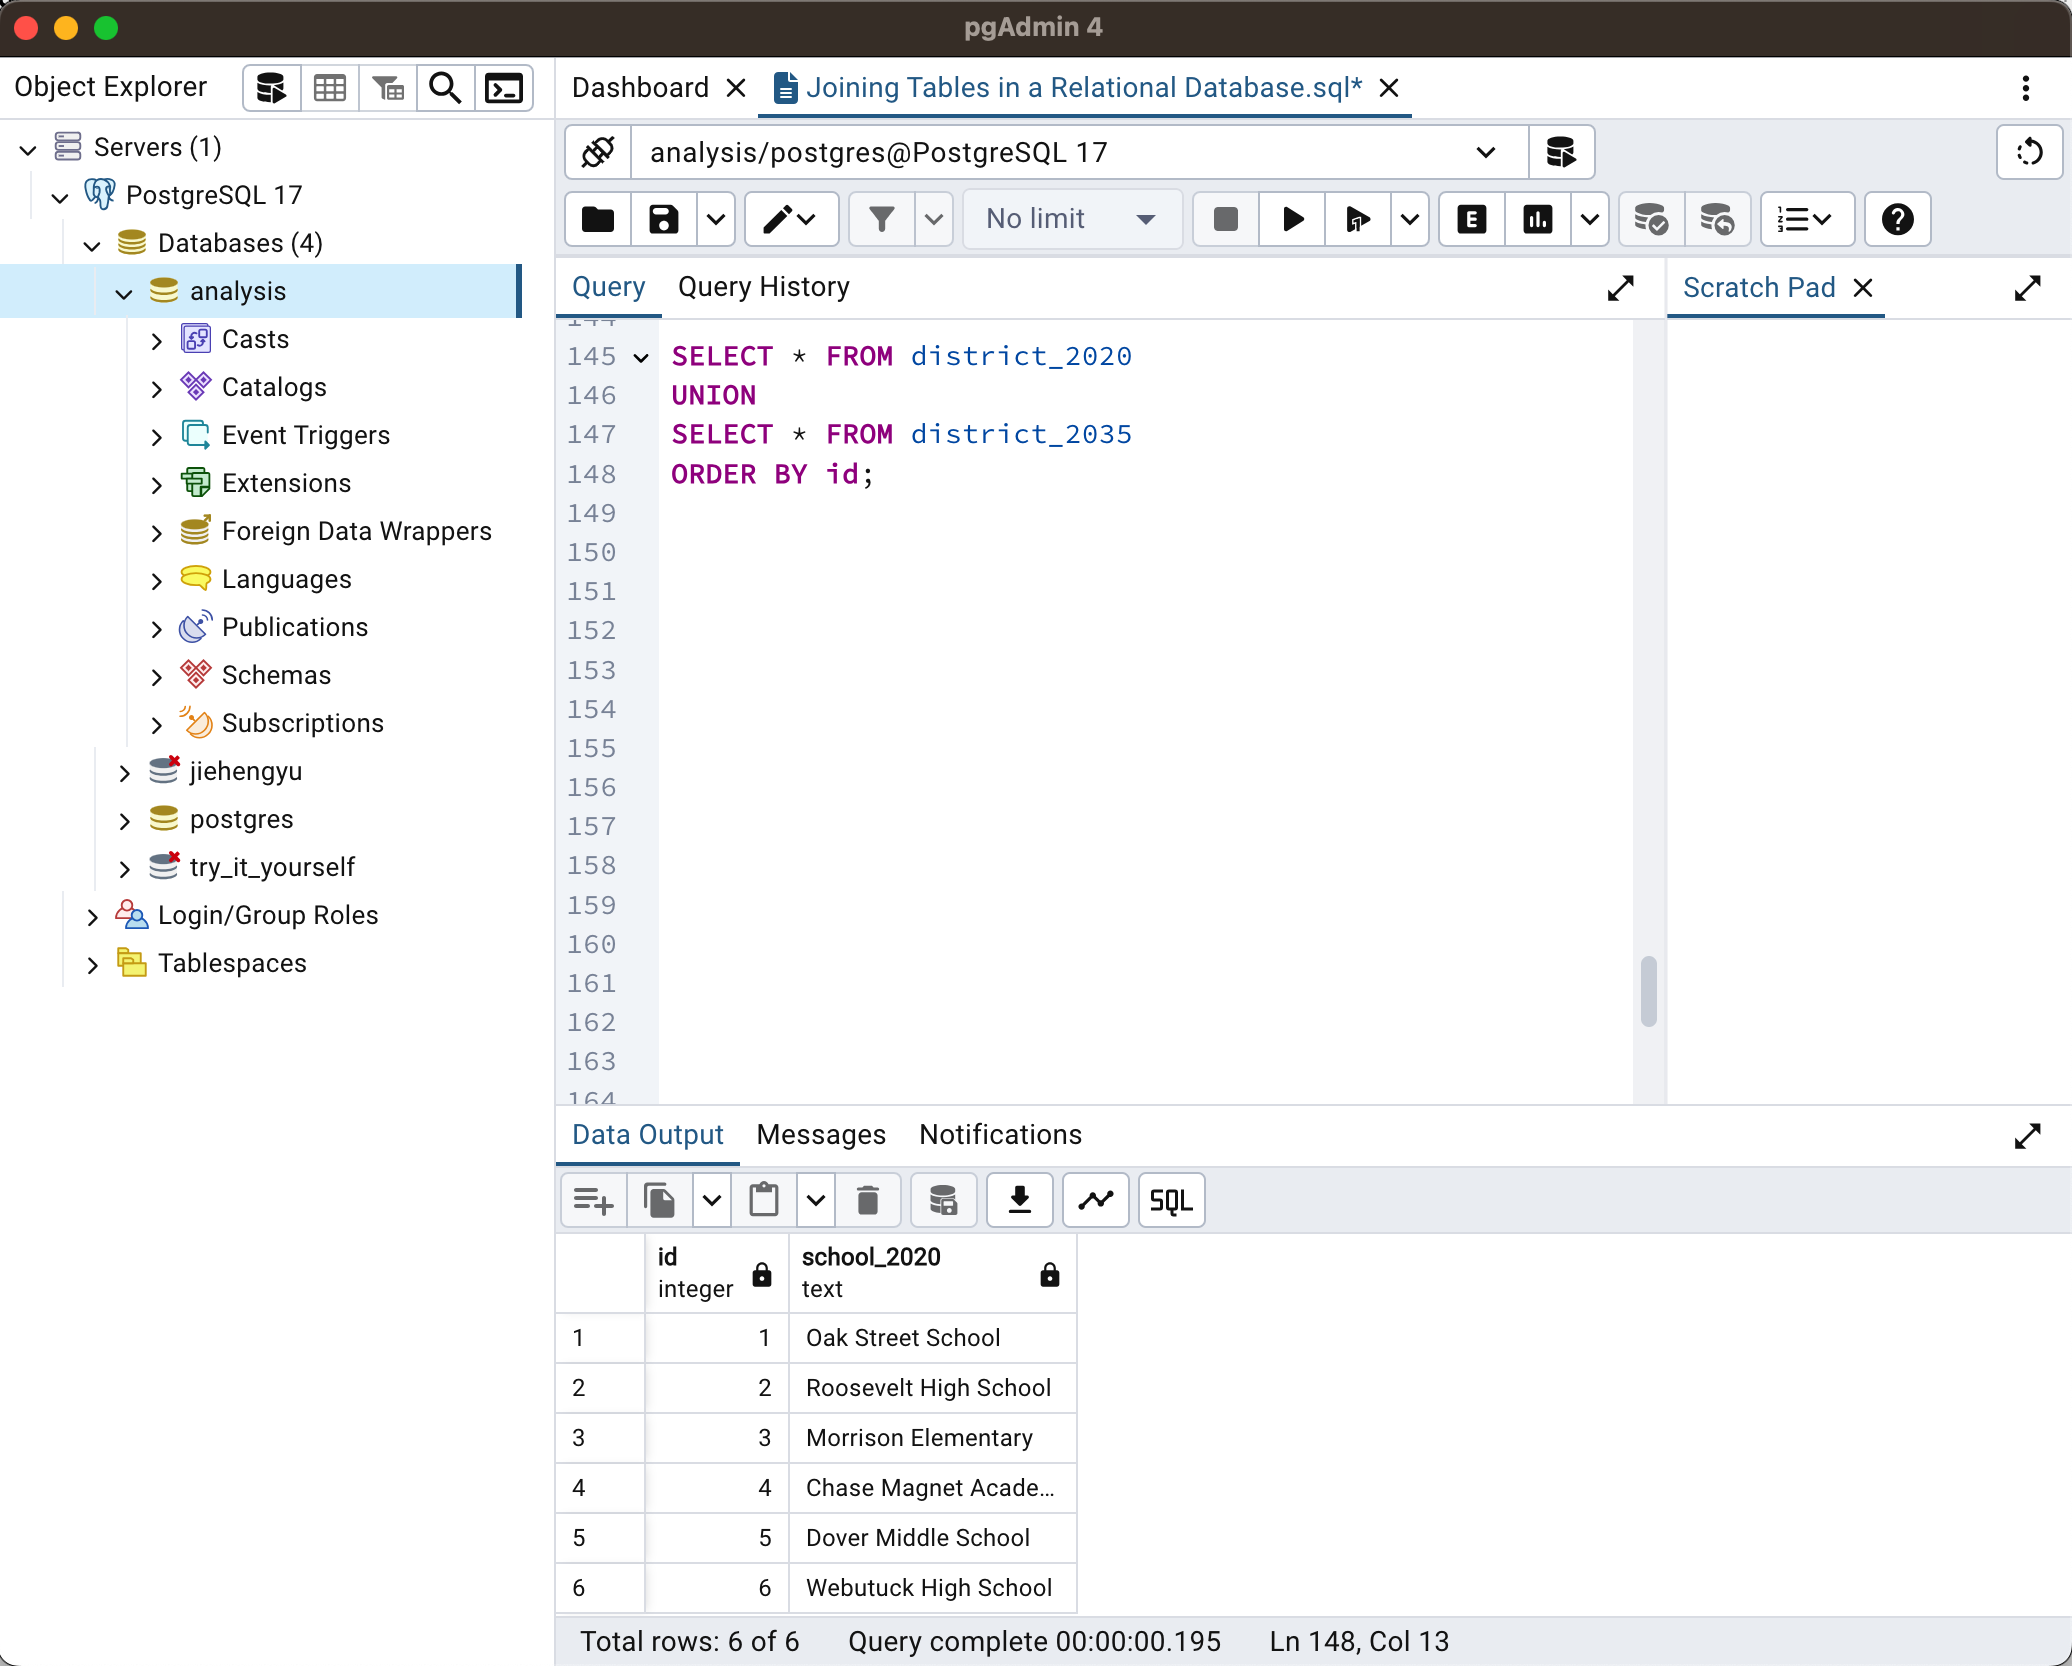 pgAdmin 4
Object Explorer
Dashboard
Joining Tables in a Relational Database.sql*
Servers (1)
PostgreSQL 17
Databases (4)
analysis
Casts
Catalogs
Event Triggers
Extensions
Foreign Data Wrappers
Languages
Publications
Schemas
Subscriptions
jiehengyu
postgres
try_it_yourself
Login/Group Roles
Tablespaces
analysis/postgres@PostgreSQL 17
No limit
E
Query
Query History
Scratch Pad
144
145 SELECT * FROM district_2020
146 UNION
147 SELECT * FROM district_2035
148 ORDER BY id;
149
150
151
152
153
154
155
156
157
158
159
160
161
162
163
164
Data Output
Messages
Notifications
SQL
id
integer
school_2020
text
1 1 Oak Street School
2 2 Roosevelt High School
3 3 Morrison Elementary
4 4 Chase Magnet Acade...
5 5 Dover Middle School
6 6 Webutuck High School
Total rows: 6 of 6
Query complete 00:00:00.195
Ln 148, Col 13